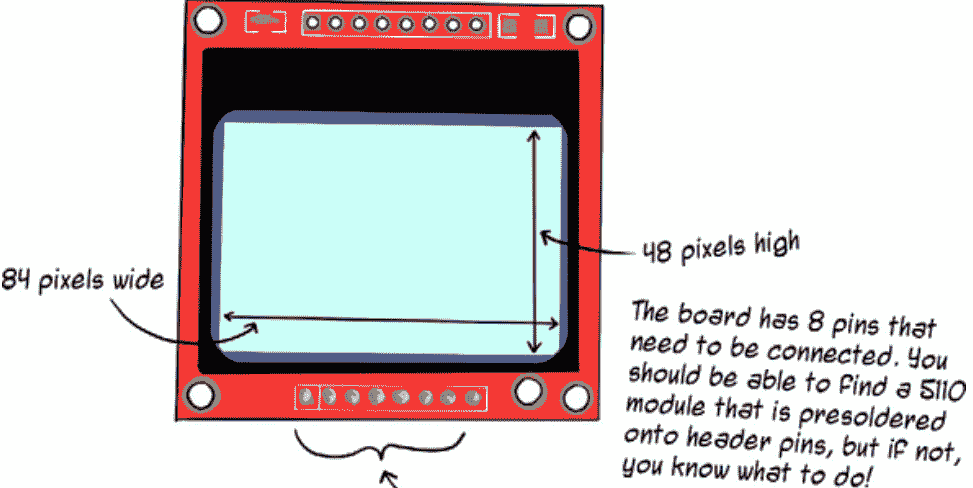 48 pixels high
84 pixels wide
The board has 8 pins that
need to be connected. You
should be able to find a 5110
module that is presoldered
onto header pins, but if not,
you know what to do!